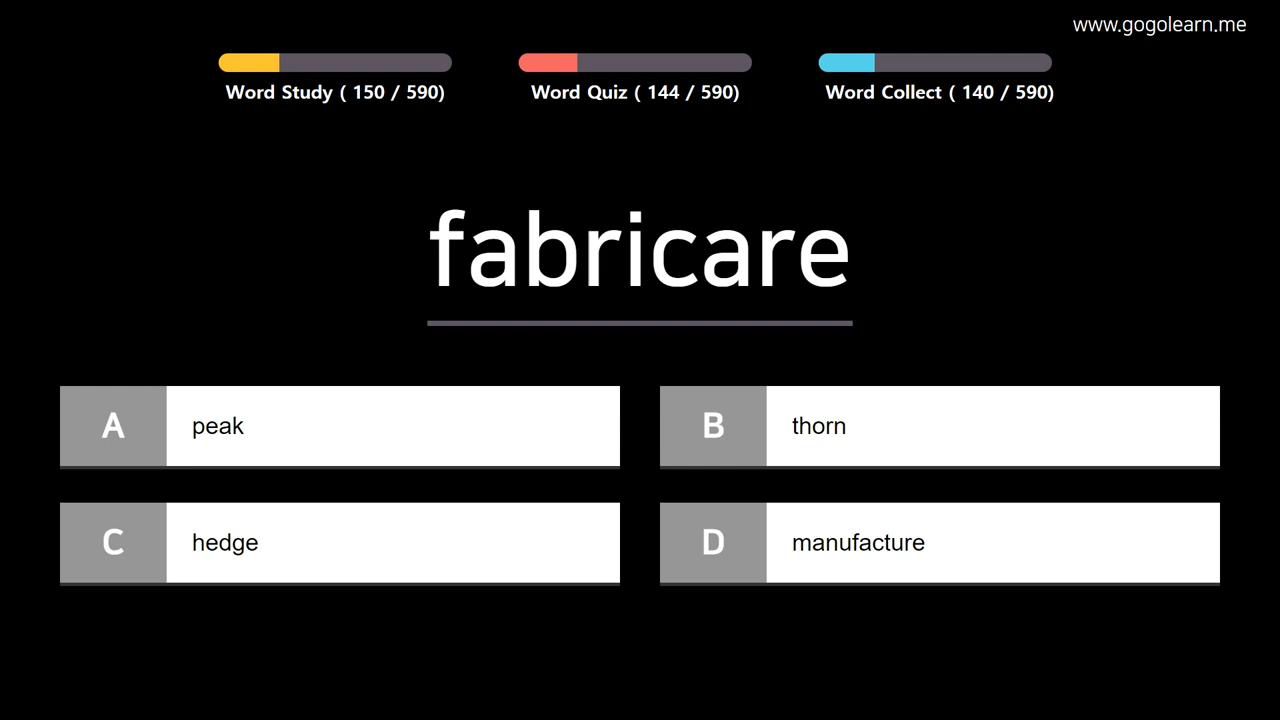 www.gogolearn.me
Word Study ( 150 / 590)
Word Quiz ( 144 / 590)
Word Collect ( 140 / 590)
fabricare
A peak
B thorn
C hedge
D manufacture